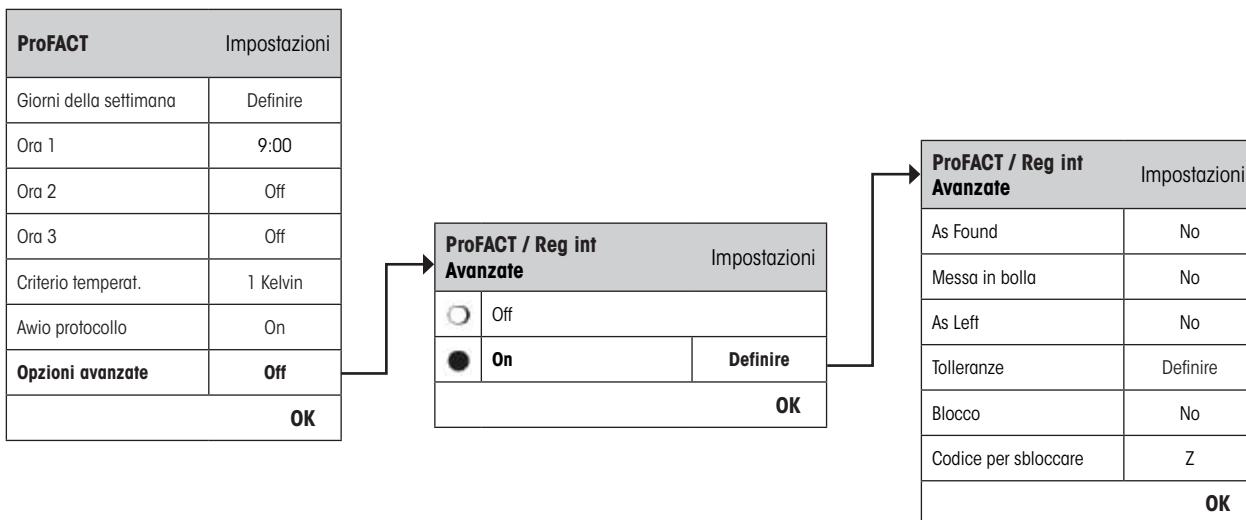 ProFACT Impostazioni
Giorni della settimana Definire
Ora 1 9:00
Ora 2 Off
Ora 3 Off
Criterio temperat. 1 Kelvin
Awio protocollo On
Opzioni avanzate Off
OK
ProFACT / Reg int
Avanzate Impostazioni
Off
On Definire
OK
ProFACT / Reg int
Avanzate Impostazioni
As Found No
Messa in bolla No
As Left No
Tolleranze Definire
Blocco No
Codice per sbloccare Z
OK